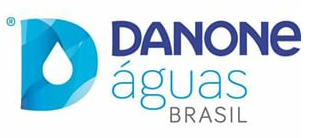 ®
DANONE
águas
BRASIL